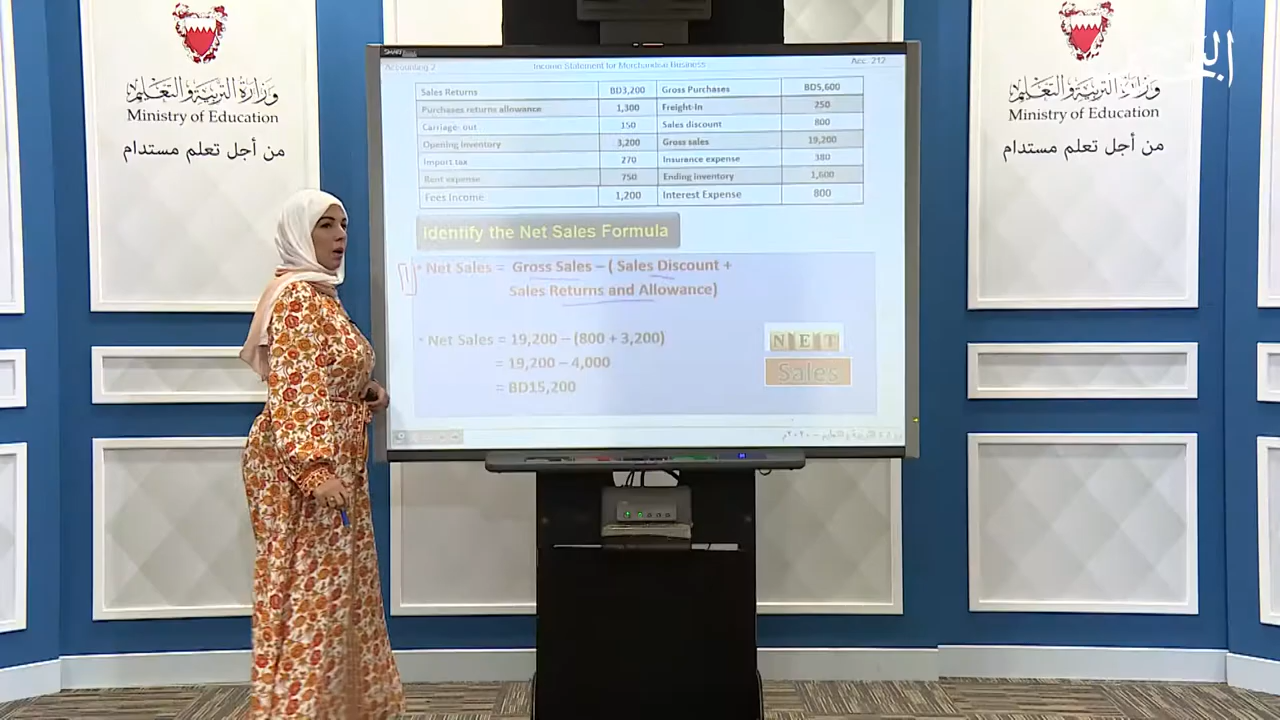 وزارة التربية والتعليم
Ministry of Education
من أجل تعلم مستدام
وزارة التربية والتعليم
Ministry of Education
من أجل تعلم مستدام
Accounting 2 Income Statement for Merchandise Business Acc. 212
Sales Returns BD3,200 Gross Purchases BD5,600
Purchases returns allowance 1,300 Freight-in 250
Carriage- out 150 Sales discount 800
Opening inventory 3,200 Gross sales 19,200
Import tax 270 Insurance expense 380
Rent expense 750 Ending inventory 1,600
Fees Income 1,200 Interest Expense 800
Identify the Net Sales Formula
1
• Net Sales = Gross Sales – ( Sales Discount +
Sales Returns and Allowance)
• Net Sales = 19,200 – (800 + 3,200)
= 19,200 – 4,000
= BD15,200
NET
Sales